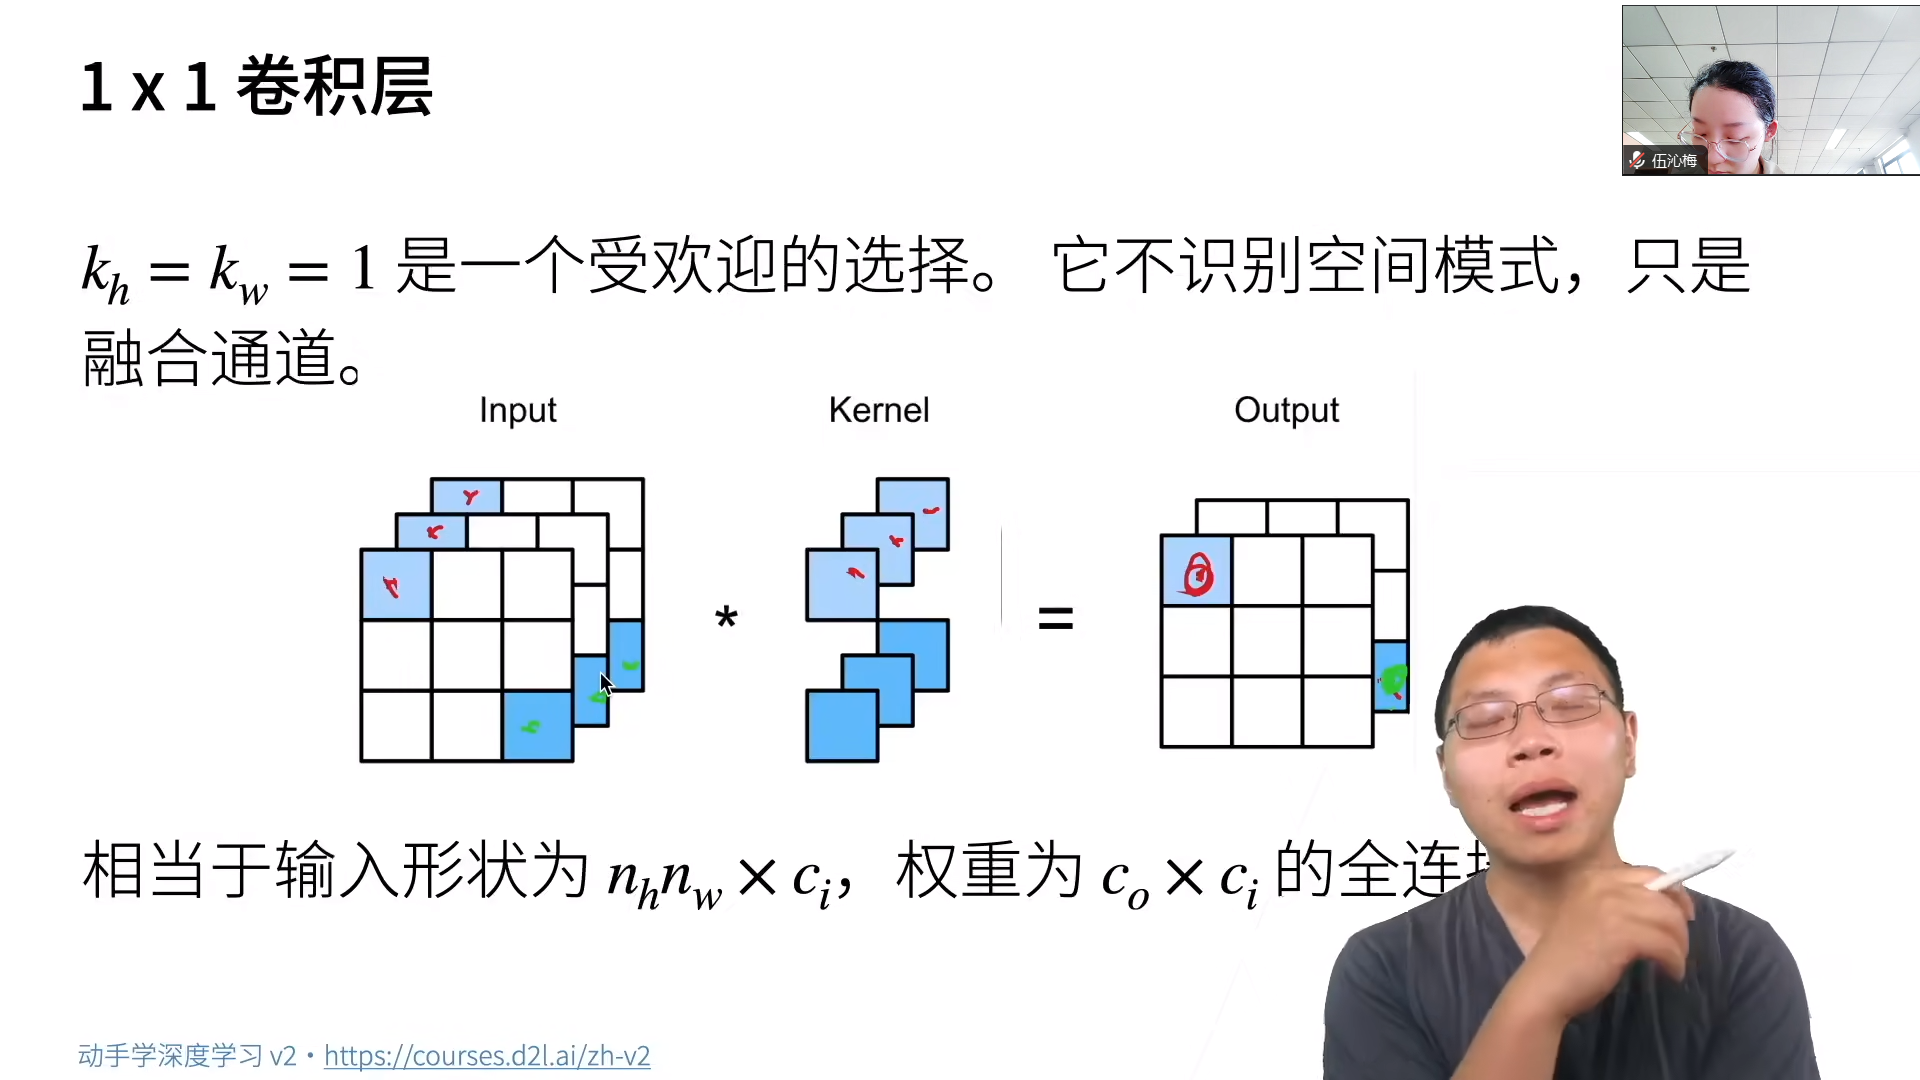 1 x 1 卷积层
伍沁梅
k_h = k_w = 1 是一个受欢迎的选择。 它不识别空间模式，只是
融合通道。
Input Kernel Output
* =
相当于输入形状为 n_h n_w × c_i，权重为 c_o × c_i 的全连
动手学深度学习 v2 · https://courses.d2l.ai/zh-v2